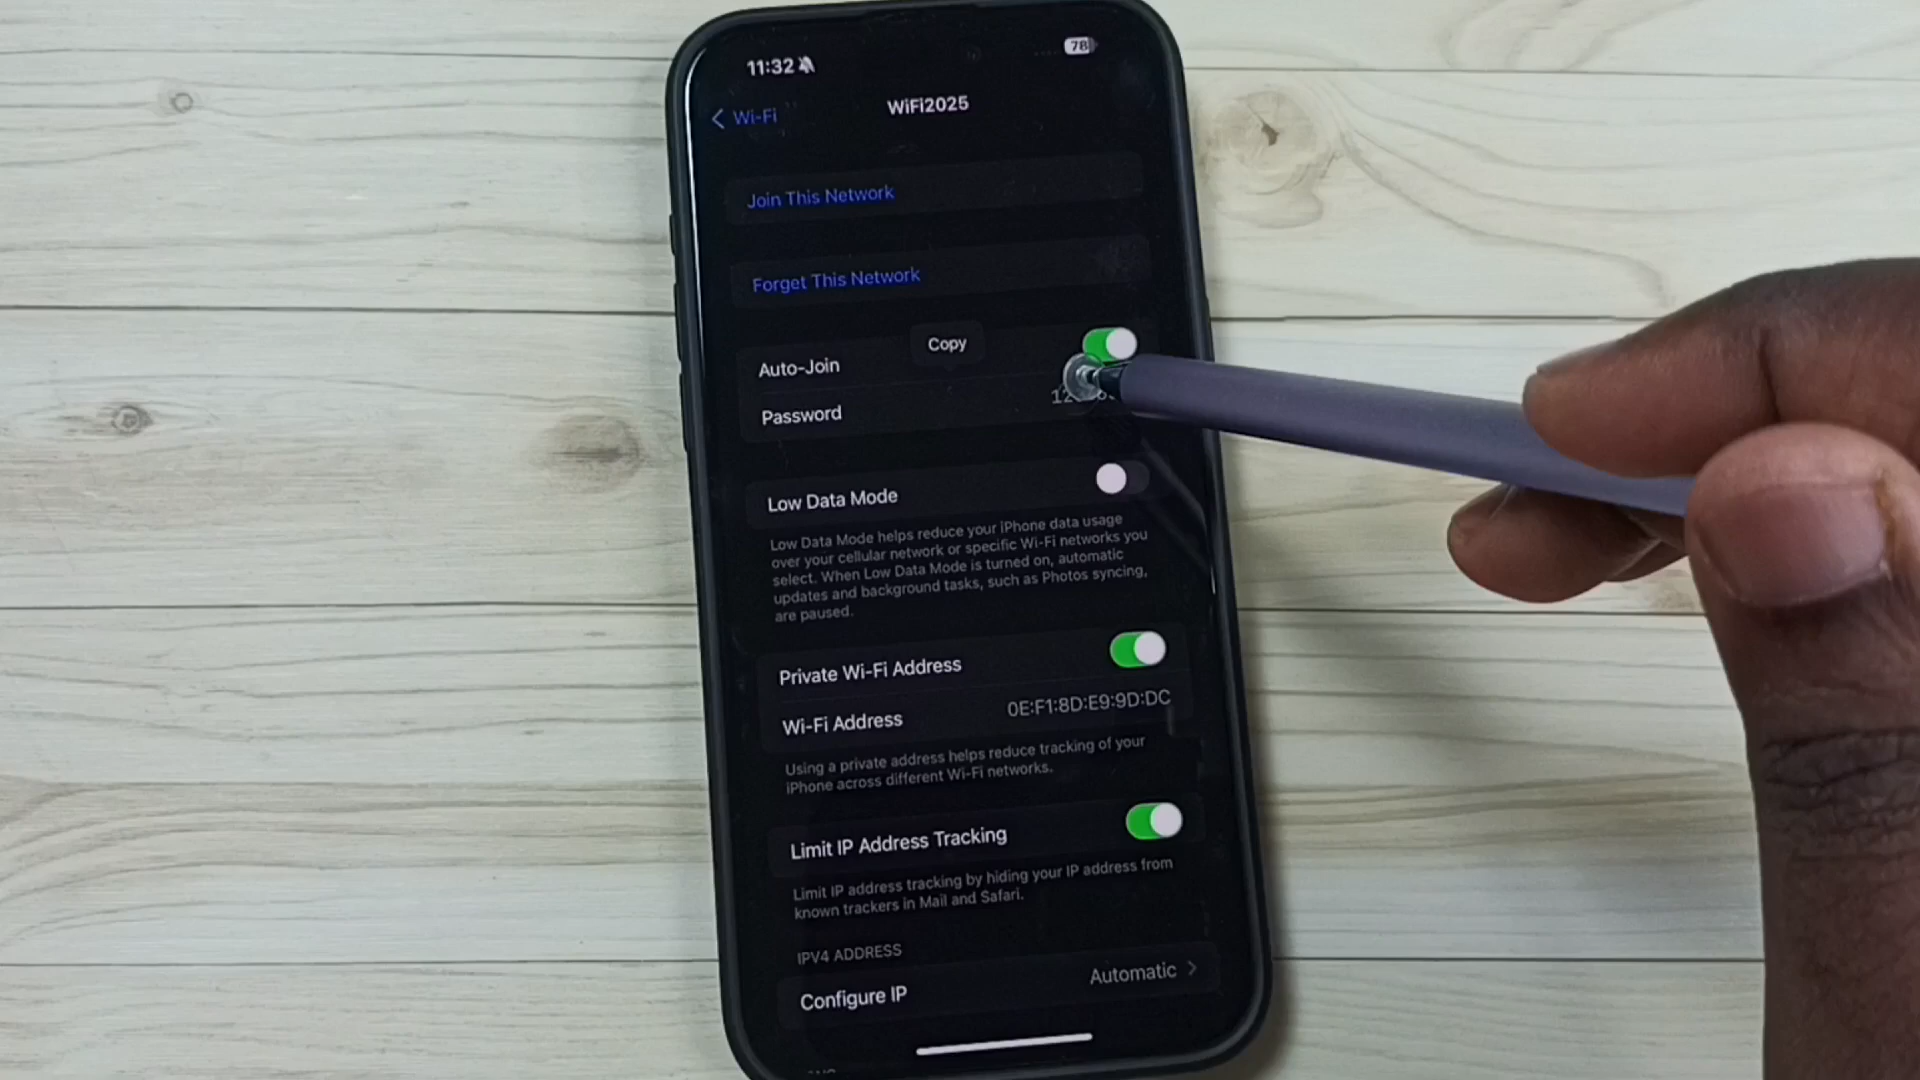 11:32
78
Wi-Fi
WiFi2025
Join This Network
Forget This Network
Copy
Auto-Join
Password
Low Data Mode
Low Data Mode helps reduce your iPhone data usage
over your cellular network or specific Wi-Fi networks you
select. When Low Data Mode is turned on, automatic
updates and background tasks, such as Photos syncing,
are paused.
Private Wi-Fi Address
Wi-Fi Address 0E:F1:8D:E9:9D:DC
Using a private address helps reduce tracking of your
iPhone across different Wi-Fi networks.
Limit IP Address Tracking
Limit IP address tracking by hiding your IP address from
known trackers in Mail and Safari.
IPV4 ADDRESS
Configure IP Automatic